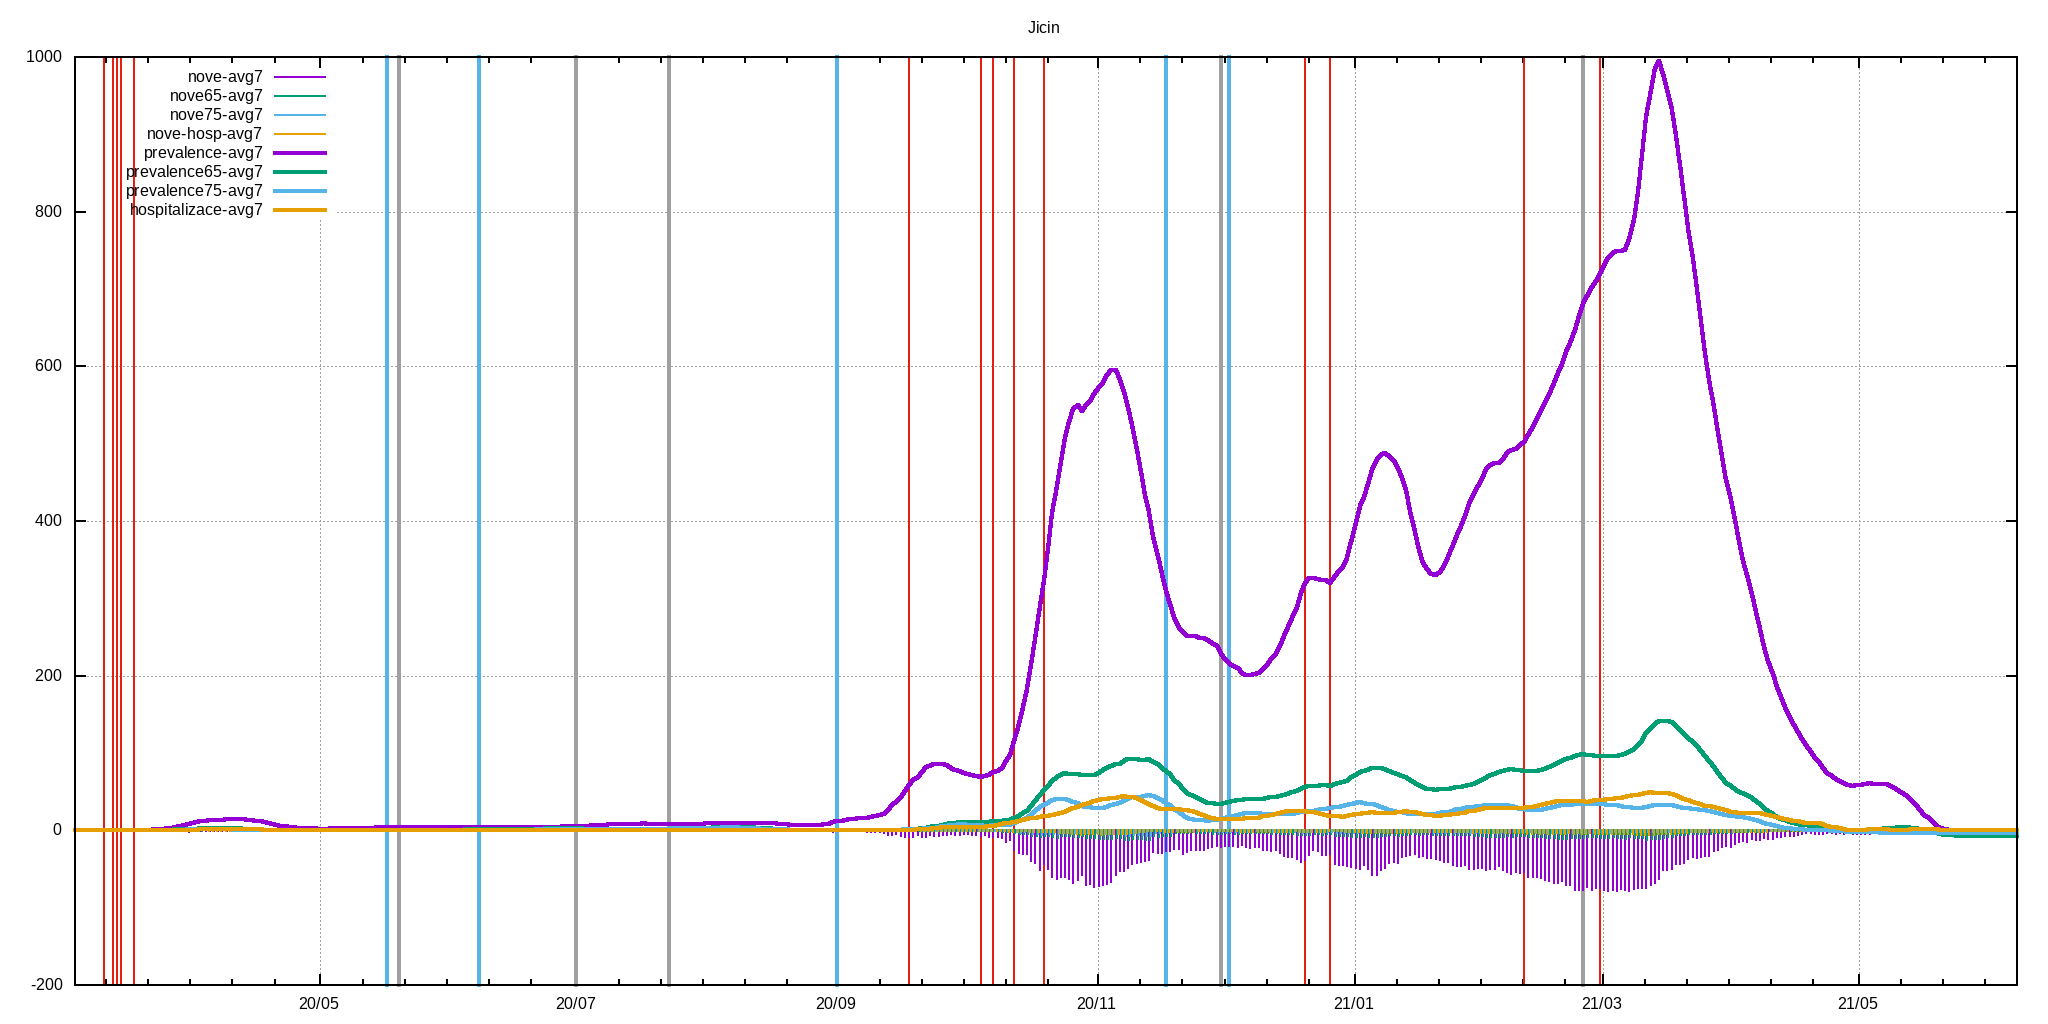 Jicin
1000
800
600
400
200
0
-200
nove-avg7
nove65-avg7
nove75-avg7
nove-hosp-avg7
prevalence-avg7
prevalence65-avg7
prevalence75-avg7
hospitalizace-avg7
20/05
20/07
20/09
20/11
21/01
21/03
21/05